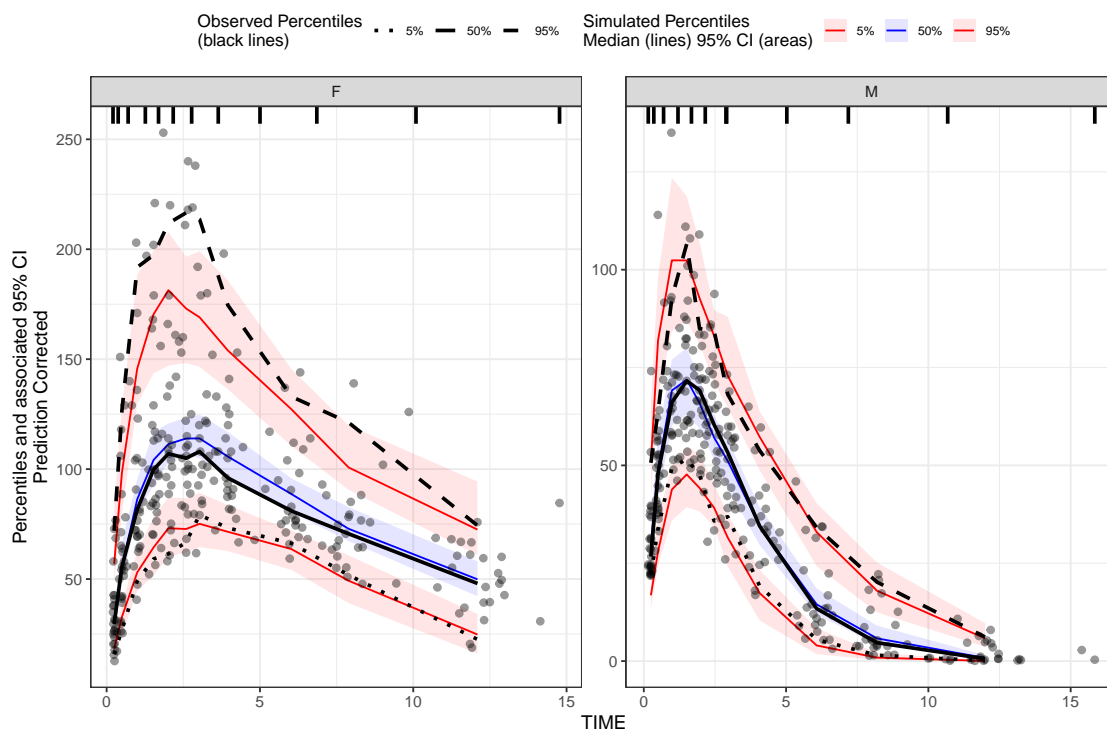 Observed Percentiles
(black lines)
5% 50% 95%
Simulated Percentiles
Median (lines) 95% CI (areas)
5% 50% 95%
F
M
Percentiles and associated 95% CI
Prediction Corrected
250
200
150
100
50
100
50
0
0 5 10 15
0 5 10 15
TIME